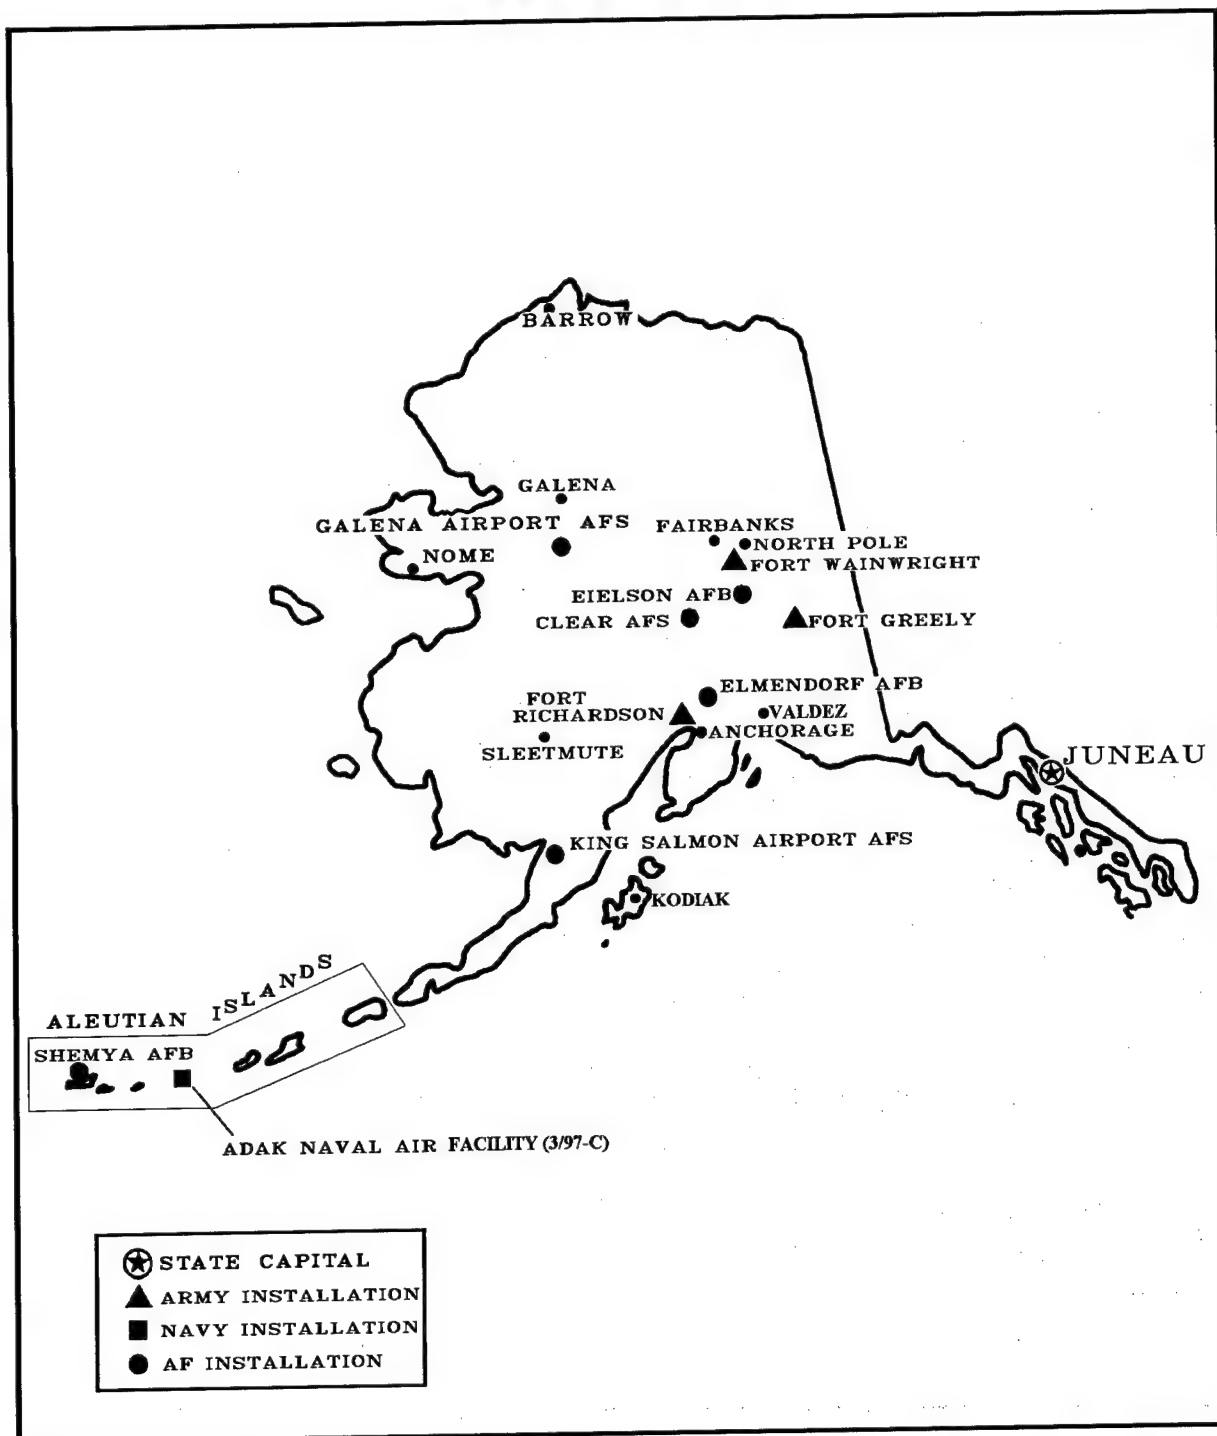 BARROW
GALENA
GALENA AIRPORT AFS
FAIRBANKS
NORTH POLE
NOME
FORT WAINWRIGHT
EIELSON AFB
CLEAR AFS
FORT GREELY
ELMENDORF AFB
FORT
RICHARDSON
VALDEZ
ANCHORAGE
SLEETMUTE
JUNEAU
KING SALMON AIRPORT AFS
KODIAK
ALEUTIAN ISLANDS
SHEMYA AFB
ADAK NAVAL AIR FACILITY (3/97-C)
STATE CAPITAL
ARMY INSTALLATION
NAVY INSTALLATION
AF INSTALLATION